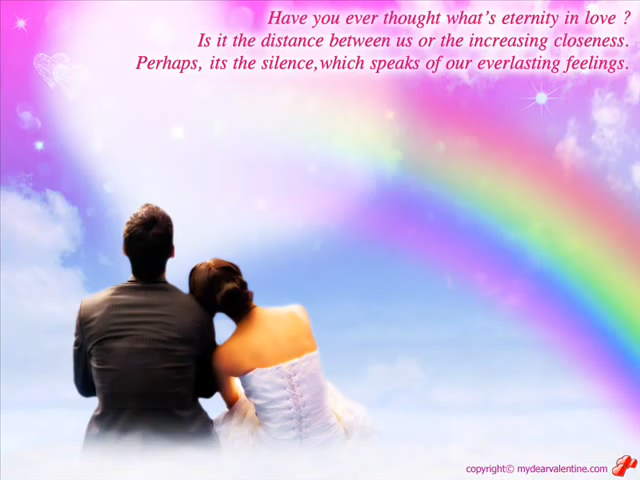 Have you ever thought what's eternity in love ?
Is it the distance between us or the increasing closeness.
Perhaps, its the silence,which speaks of our everlasting feelings.
copyright© mydearvalentine.com